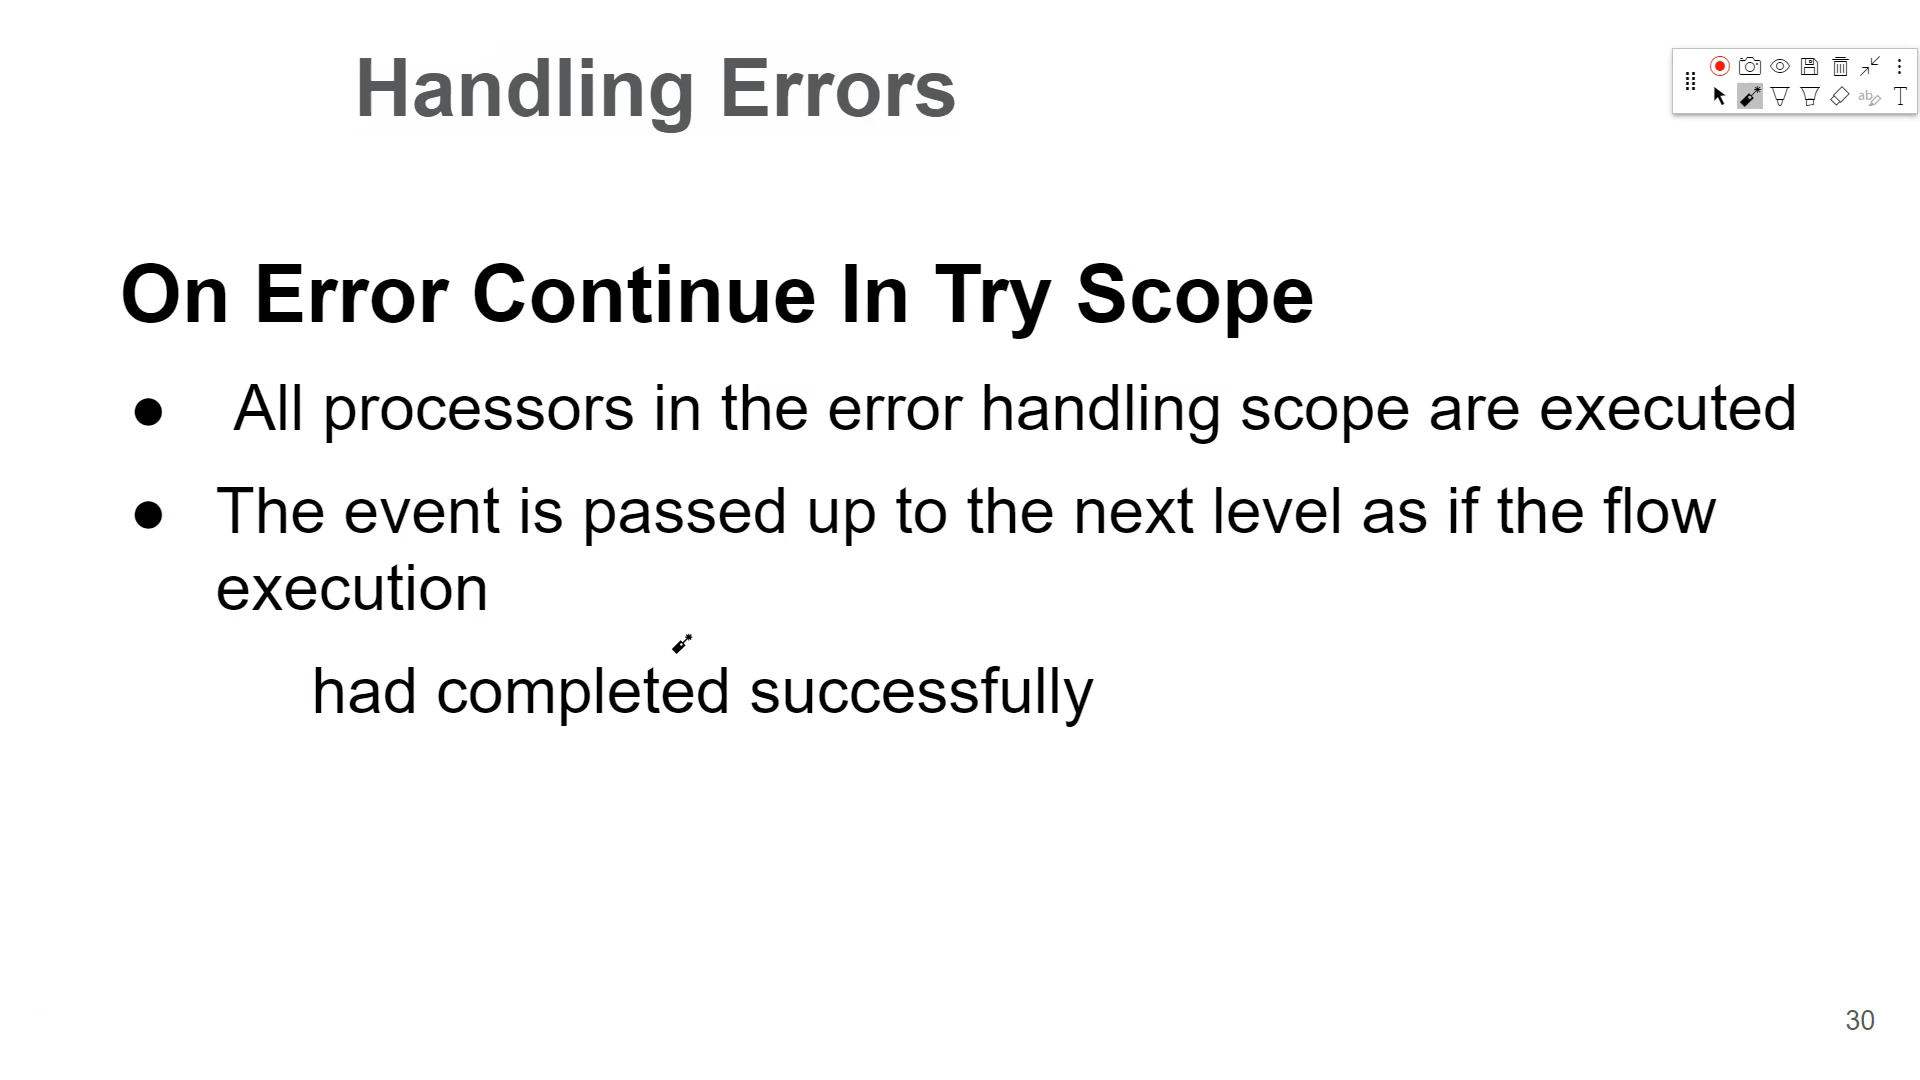 Handling Errors
On Error Continue In Try Scope
● All processors in the error handling scope are executed
● The event is passed up to the next level as if the flow
execution
had completed successfully
ab
T
30